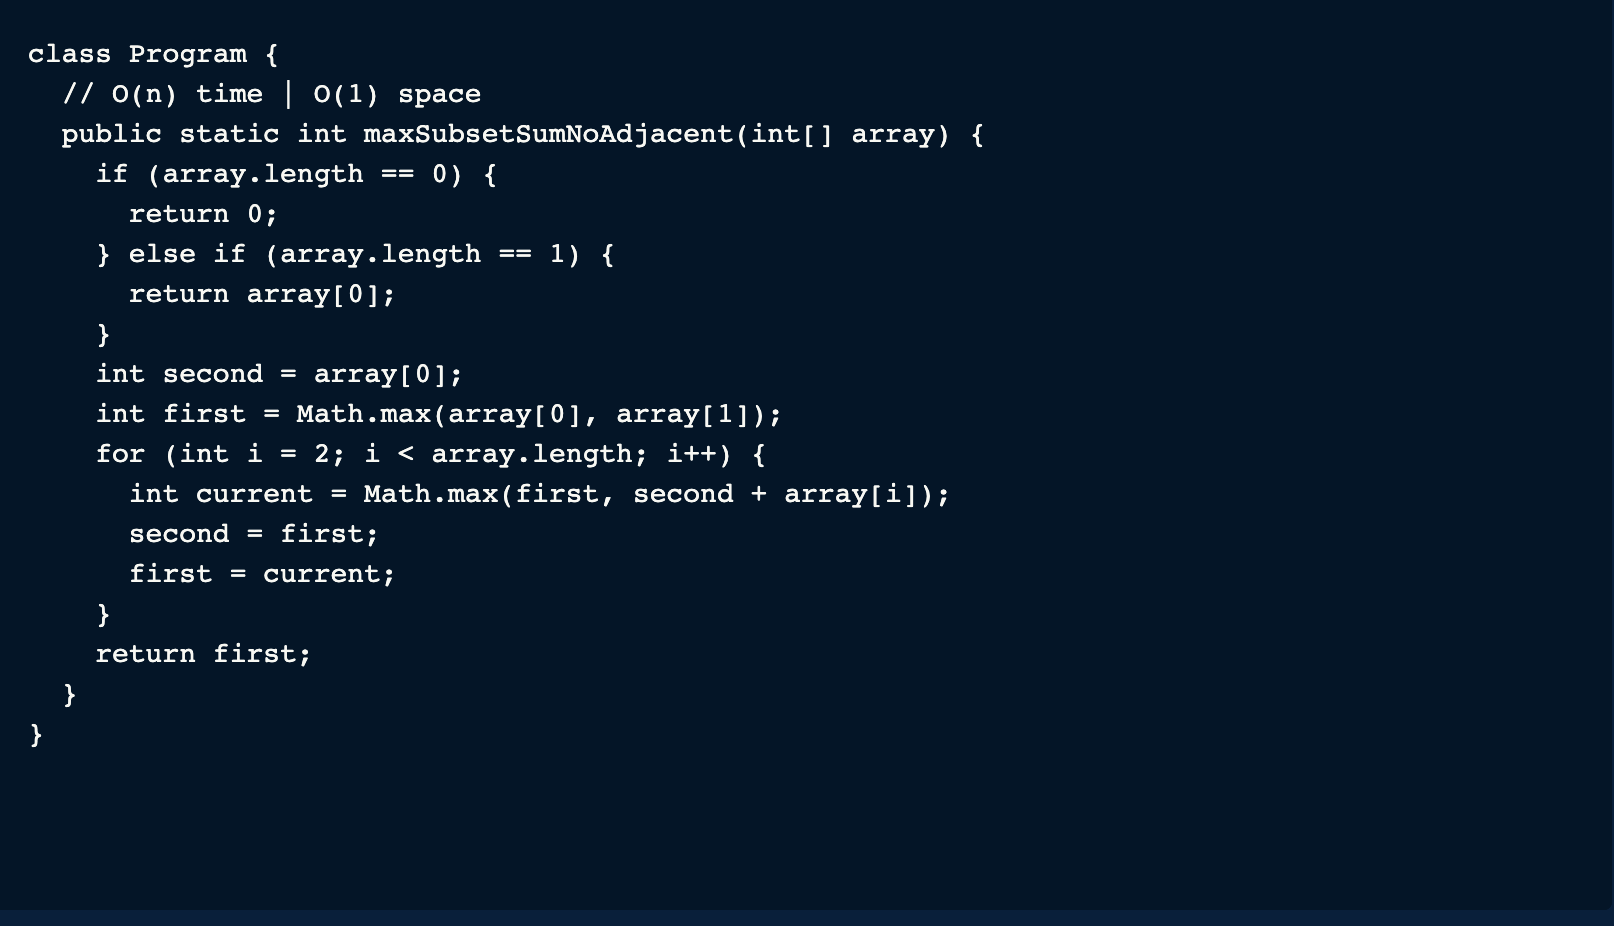 class Program {
  // O(n) time | O(1) space
  public static int maxSubsetSumNoAdjacent(int[] array) {
    if (array.length == 0) {
      return 0;
    } else if (array.length == 1) {
      return array[0];
    }
    int second = array[0];
    int first = Math.max(array[0], array[1]);
    for (int i = 2; i < array.length; i++) {
      int current = Math.max(first, second + array[i]);
      second = first;
      first = current;
    }
    return first;
  }
}